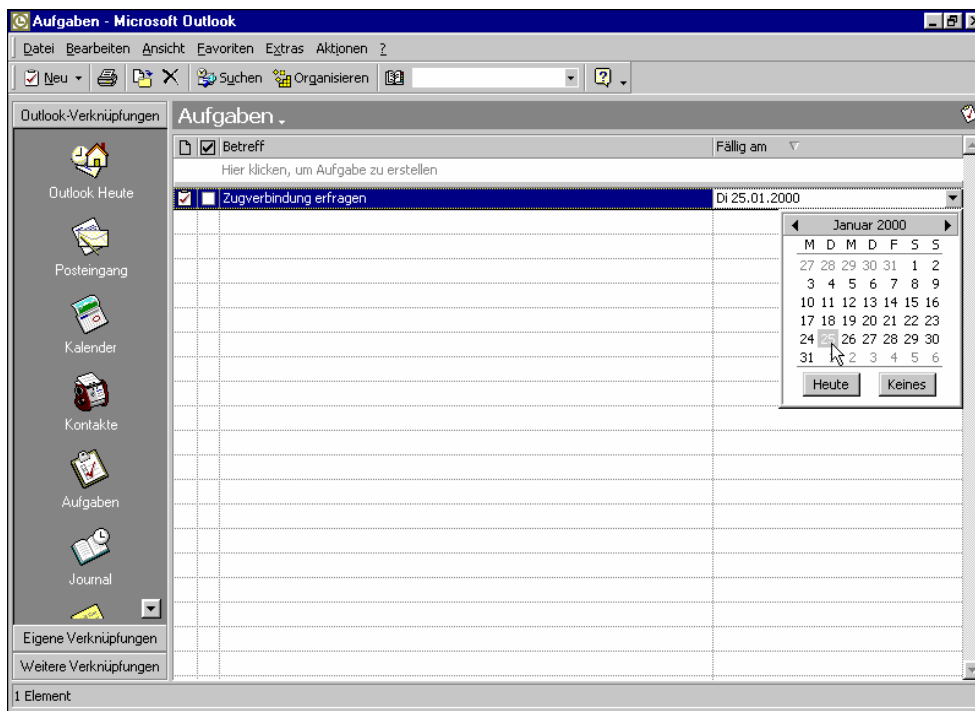 Aufgaben - Microsoft Outlook
Datei Bearbeiten Ansicht Favoriten Extras Aktionen ?
Neu Suchen Organisieren
Outlook-Verknüpfungen
Aufgaben
Betreff Fällig am
Hier klicken, um Aufgabe zu erstellen
Zugverbindung erfragen Di 25.01.2000
Januar 2000
M D M D F S S
27 28 29 30 31 1 2
3 4 5 6 7 8 9
10 11 12 13 14 15 16
17 18 19 20 21 22 23
24 25 26 27 28 29 30
31 2 3 4 5 6
Heute Keines
Outlook Heute
Posteingang
Kalender
Kontakte
Aufgaben
Journal
Eigene Verknüpfungen
Weitere Verknüpfungen
1 Element